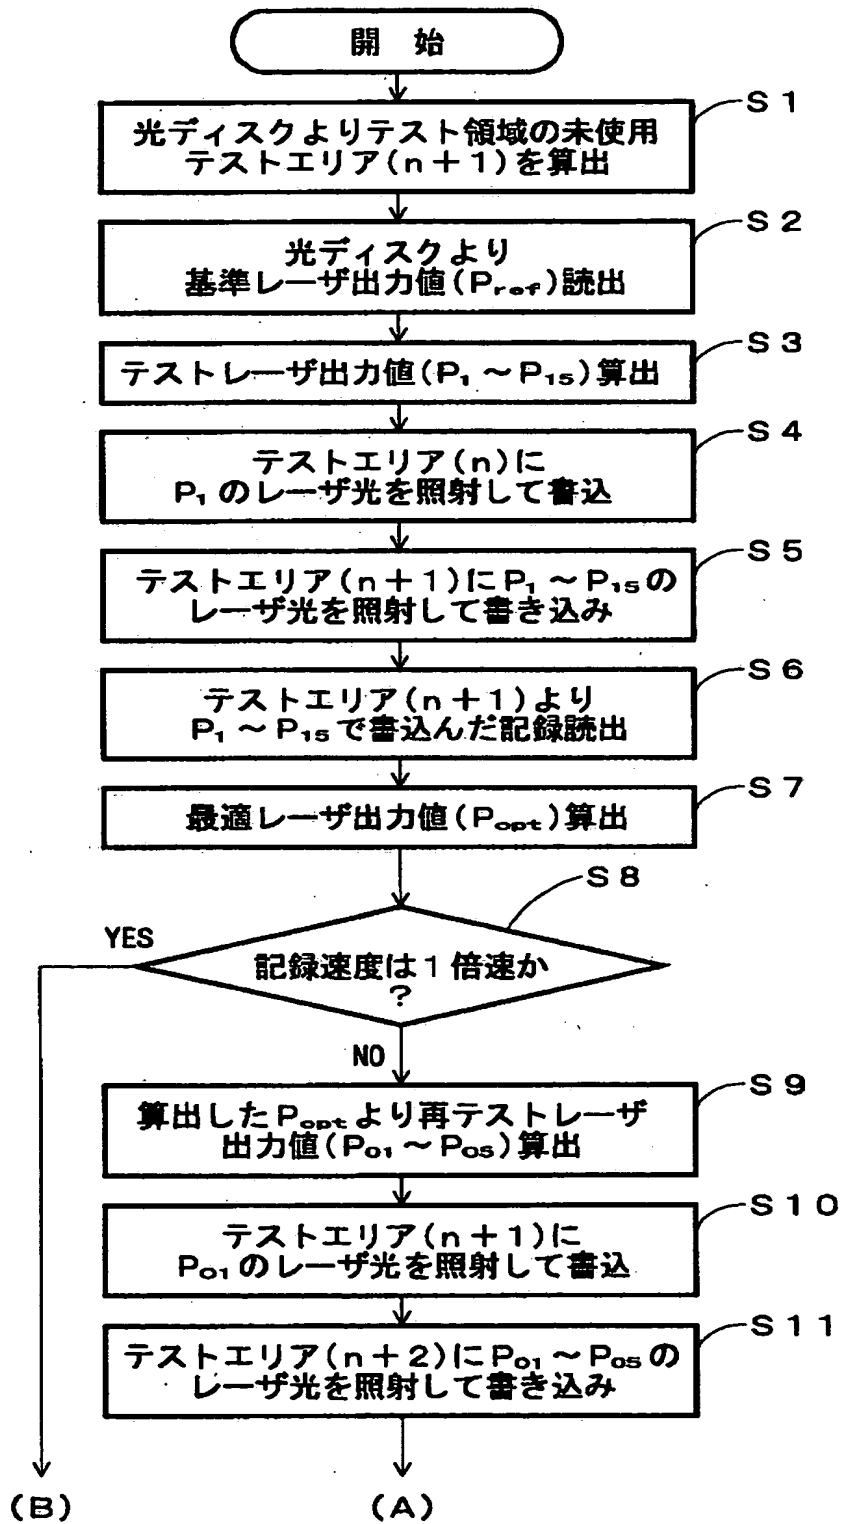 開 始
S1
光ディスクよりテスト領域の未使用
テストエリア(n+1)を算出
S2
光ディスクより
基準レーザ出力値(Pref)読出
S3
テストレーザ出力値(P1~P15)算出
S4
テストエリア(n)に
P1のレーザ光を照射して書込
S5
テストエリア(n+1)にP1~P15の
レーザ光を照射して書き込み
S6
テストエリア(n+1)より
P1~P15で書込んだ記録読出
S7
最適レーザ出力値(Popt)算出
S8
YES
記録速度は1倍速か
?
NO
S9
算出したPoptより再テストレーザ
出力値(P01~P05)算出
S10
テストエリア(n+1)に
P01のレーザ光を照射して書込
S11
テストエリア(n+2)にP01~P05の
レーザ光を照射して書き込み
(B)
(A)